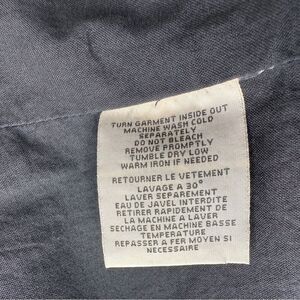 TURN GARMENT INSIDE OUT
MACHINE WASH COLD
SEPARATELY
DO NOT BLEACH
REMOVE PROMPTLY
TUMBLE DRY LOW
WARM IRON IF NEEDED
RETOURNER LE VETEMENT
LAVAGE A 30°
LAVER SEPAREMENT
EAU DE JAVEL INTERDITE
RETIRER RAPIDEMENT DE
LA MACHINE A LAVER
SECHAGE EN MACHINE BASSE
TEMPERATURE
REPASSER A FER MOYEN SI
NECESSAIRE